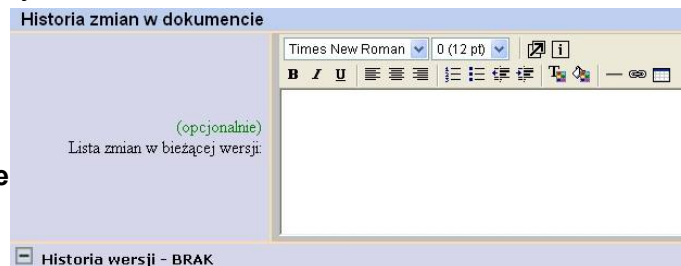 Historia zmian w dokumencie
Times New Roman 0 (12 pt)
B I U
(opcjonalnie)
Lista zmian w bieżącej wersji:
e
Historia wersji - BRAK